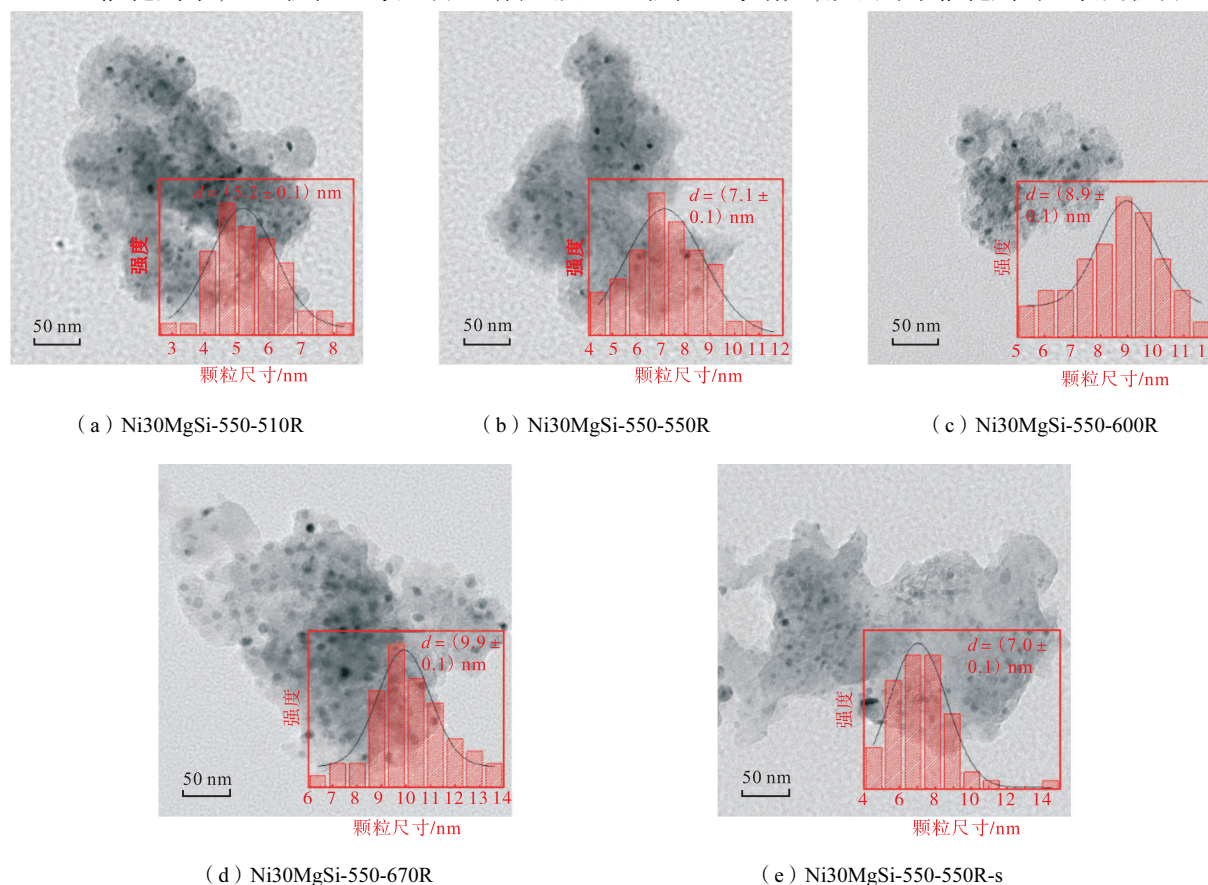 d = (5.2 ± 0.1) nm
强度
50 nm
3 4 5 6 7 8
颗粒尺寸/nm
(a) Ni30MgSi-550-510R
d = (7.1 ±
0.1) nm
强度
50 nm
4 5 6 7 8 9 10 11 12
颗粒尺寸/nm
(b) Ni30MgSi-550-550R
d = (8.9 ±
0.1) nm
强度
50 nm
5 6 7 8 9 10 11
颗粒尺寸/nm
(c) Ni30MgSi-550-600R
d = (9.9 ±
0.1) nm
强度
50 nm
6 7 8 9 10 11 12 13 14
颗粒尺寸/nm
(d) Ni30MgSi-550-670R
d = (7.0 ±
0.1) nm
强度
50 nm
4 6 8 10 12 14
颗粒尺寸/nm
(e) Ni30MgSi-550-550R-s